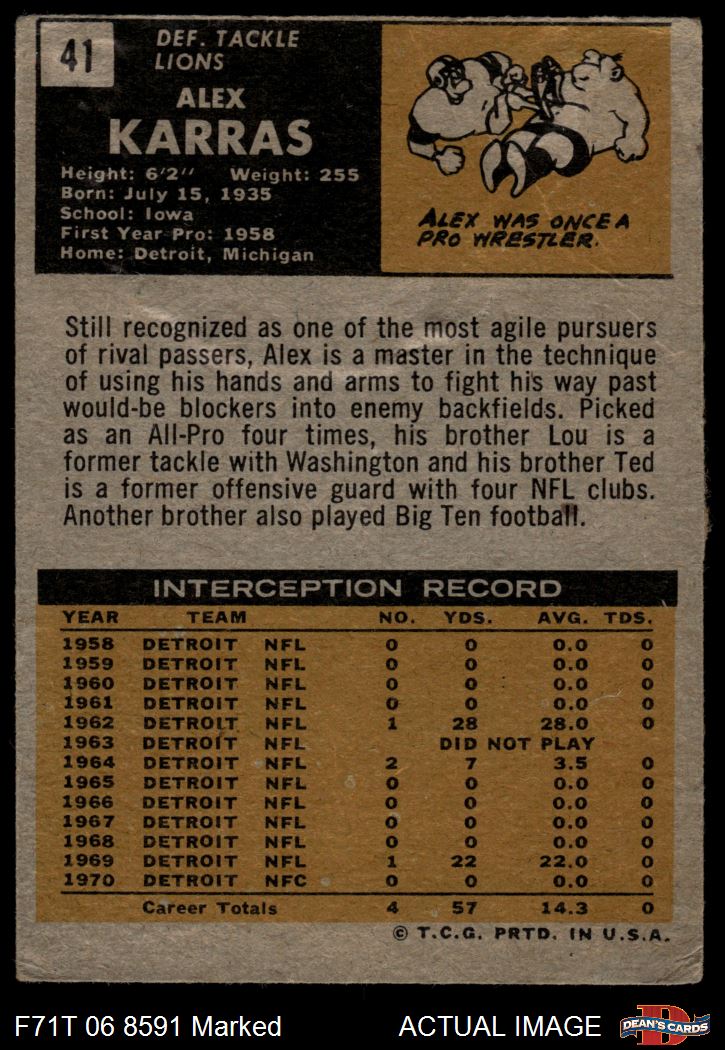 41
DEF. TACKLE
LIONS
ALEX
KARRAS
Height: 6'2" Weight: 255
Born: July 15, 1935
School: Iowa
First Year Pro: 1958
Home: Detroit, Michigan
ALEX WAS ONCE A
PRO WRESTLER.
Still recognized as one of the most agile pursuers
of rival passers, Alex is a master in the technique
of using his hands and arms to fight his way past
would-be blockers into enemy backfields. Picked
as an All-Pro four times, his brother Lou is a
former tackle with Washington and his brother Ted
is a former offensive guard with four NFL clubs.
Another brother also played Big Ten football.
INTERCEPTION RECORD
YEAR TEAM NO. YDS. AVG. TDS.
1958 DETROIT NFL 0 0 0.0 0
1959 DETROIT NFL 0 0 0.0 0
1960 DETROIT NFL 0 0 0.0 0
1961 DETROIT NFL 0 0 0.0 0
1962 DETROIT NFL 1 28 28.0 0
1963 DETROIT NFL DID NOT PLAY
1964 DETROIT NFL 2 7 3.5 0
1965 DETROIT NFL 0 0 0.0 0
1966 DETROIT NFL 0 0 0.0 0
1967 DETROIT NFL 0 0 0.0 0
1968 DETROIT NFL 0 0 0.0 0
1969 DETROIT NFL 1 22 22.0 0
1970 DETROIT NFC 0 0 0.0 0
Career Totals 4 57 14.3 0
© T.C.G. PRTD. IN U.S.A.
F71T 06 8591 Marked ACTUAL IMAGE
D
DEAN'S CARDS